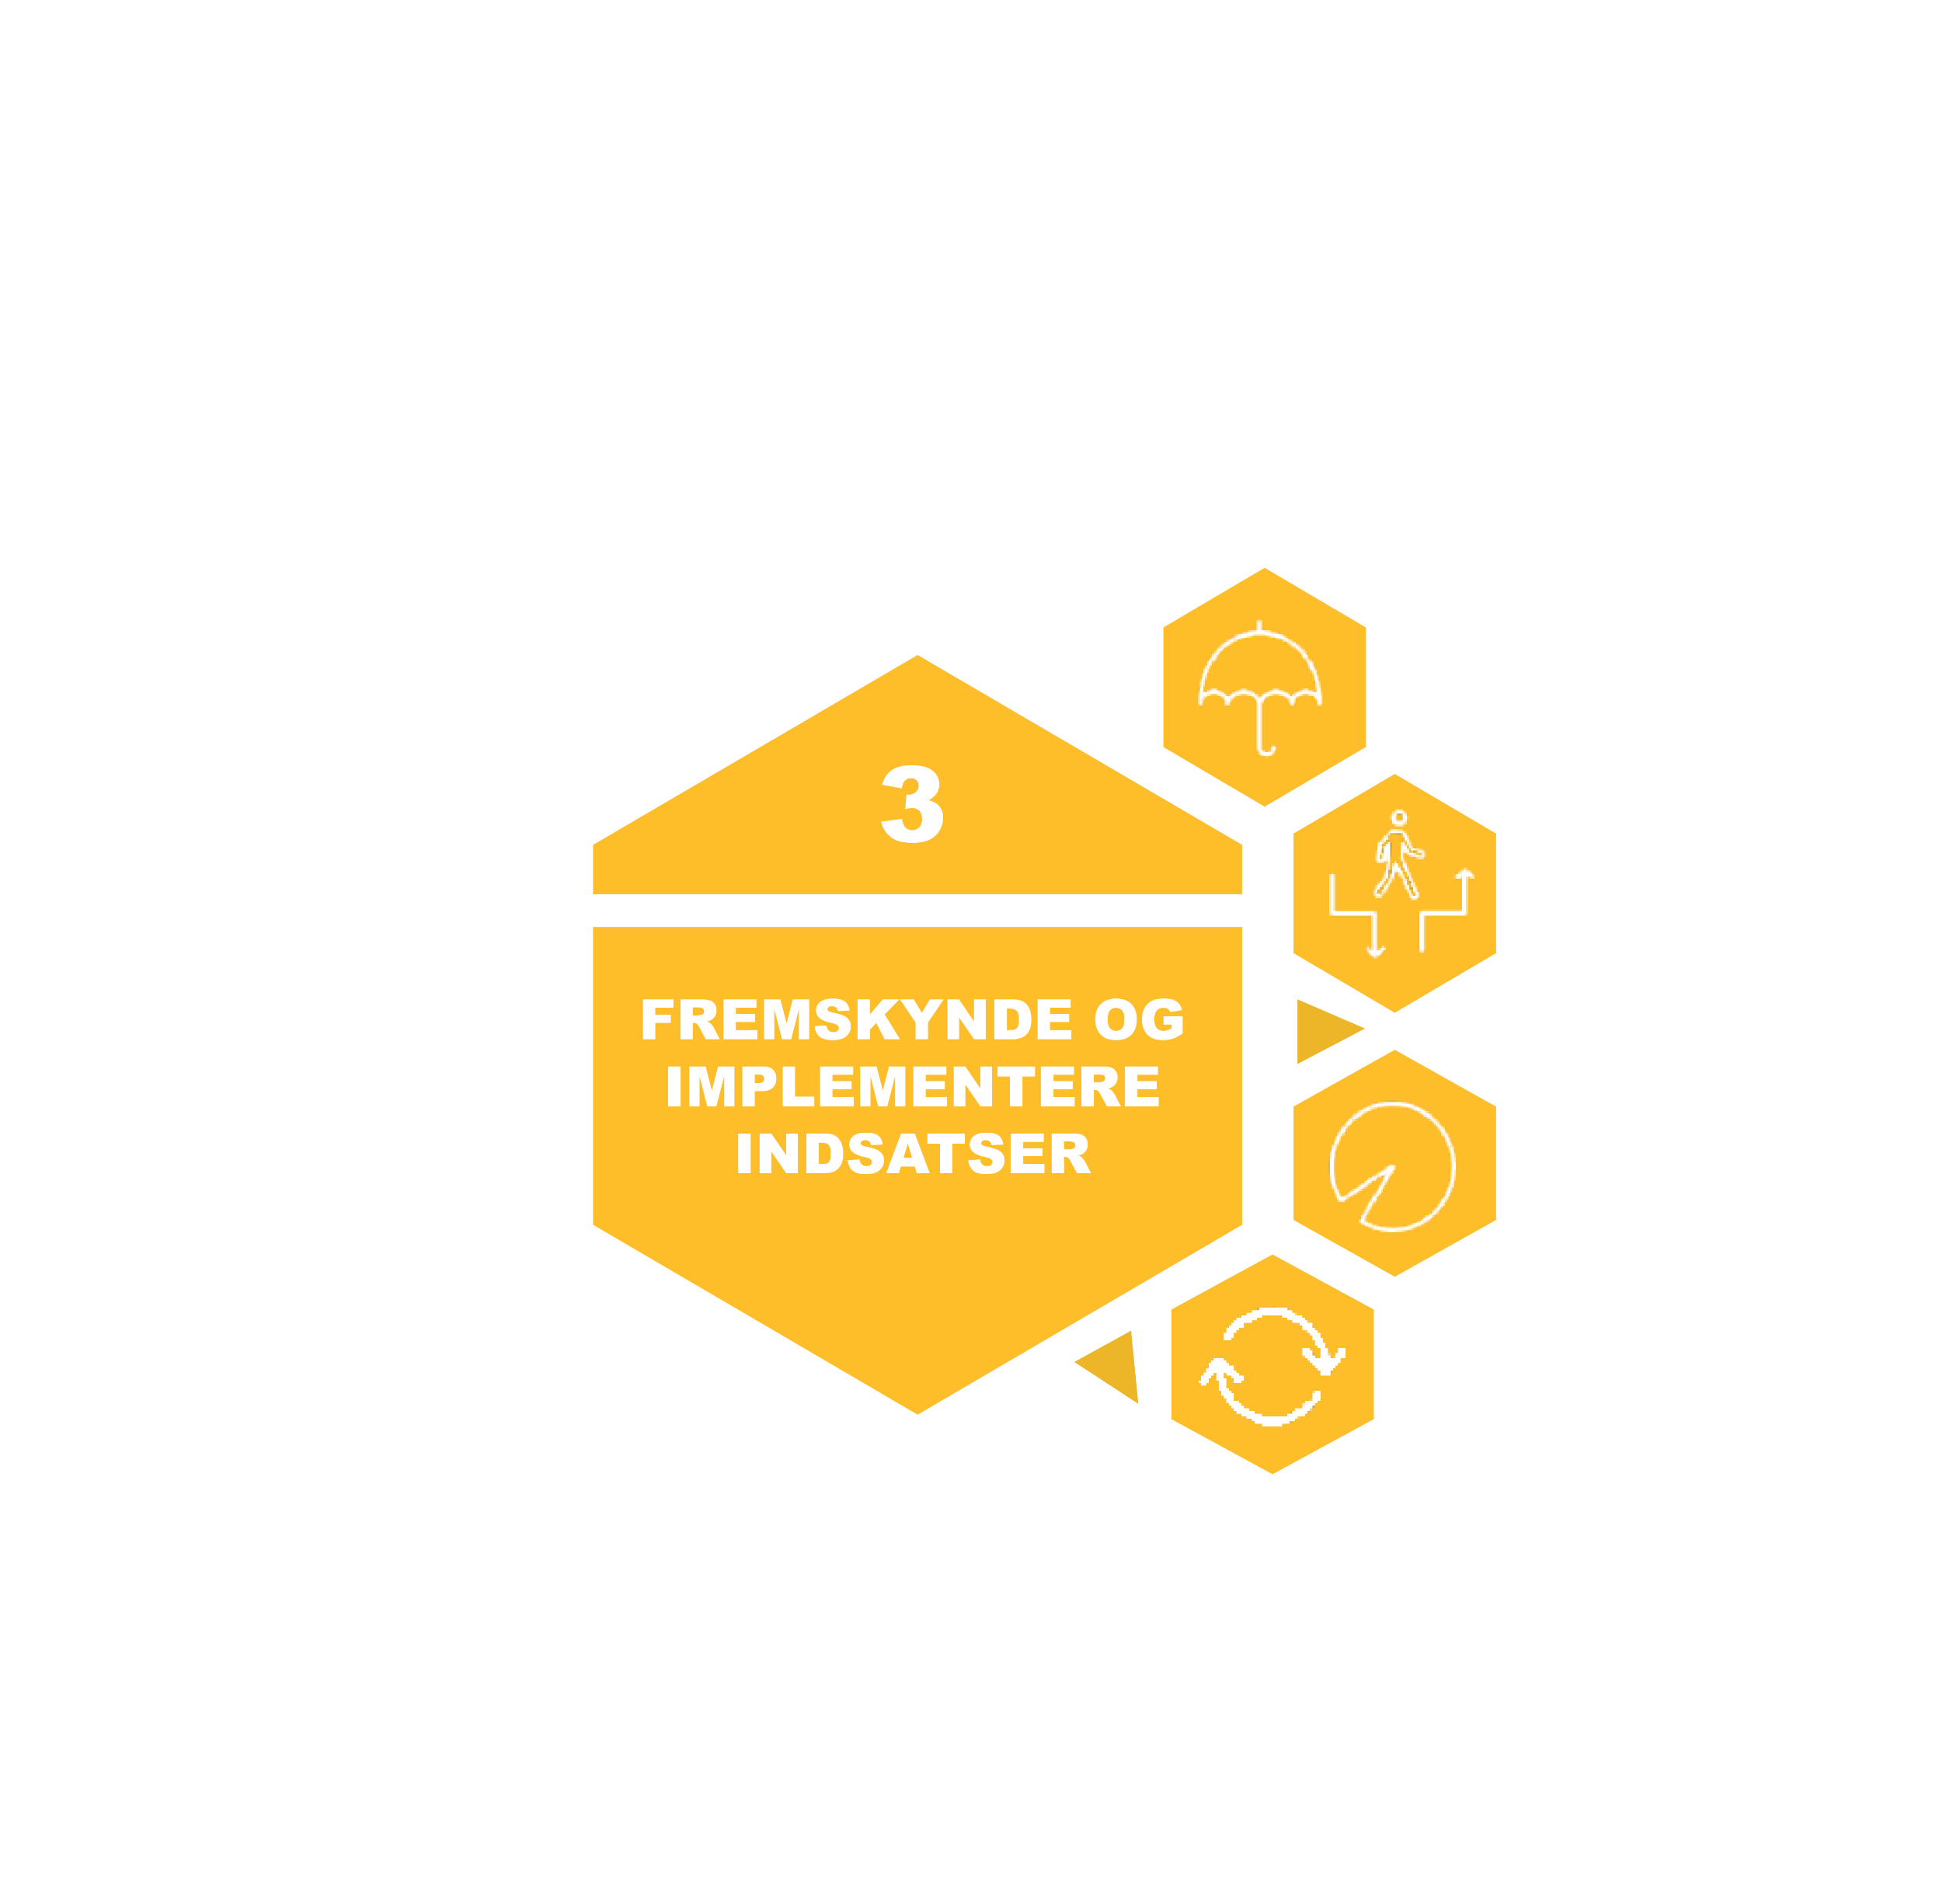 3
FREMSKYNDE OG
IMPLEMENTERE
INDSATSER